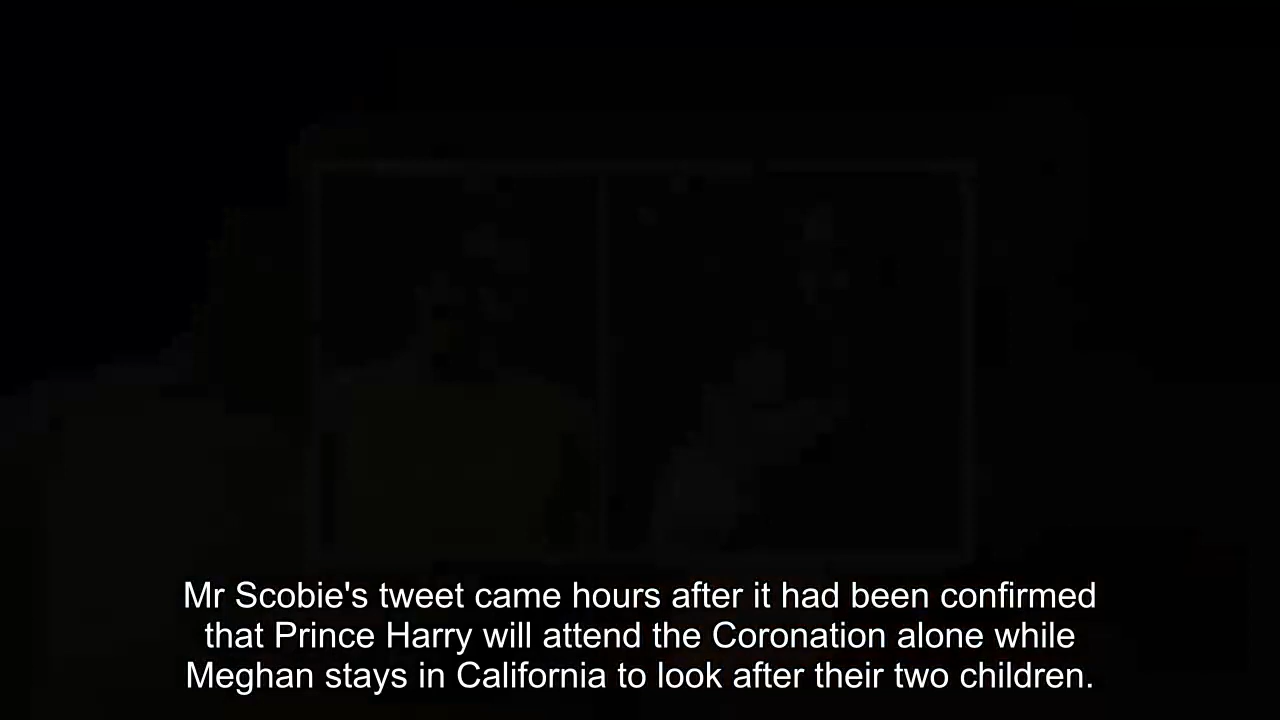 Mr Scobie's tweet came hours after it had been confirmed
that Prince Harry will attend the Coronation alone while
Meghan stays in California to look after their two children.